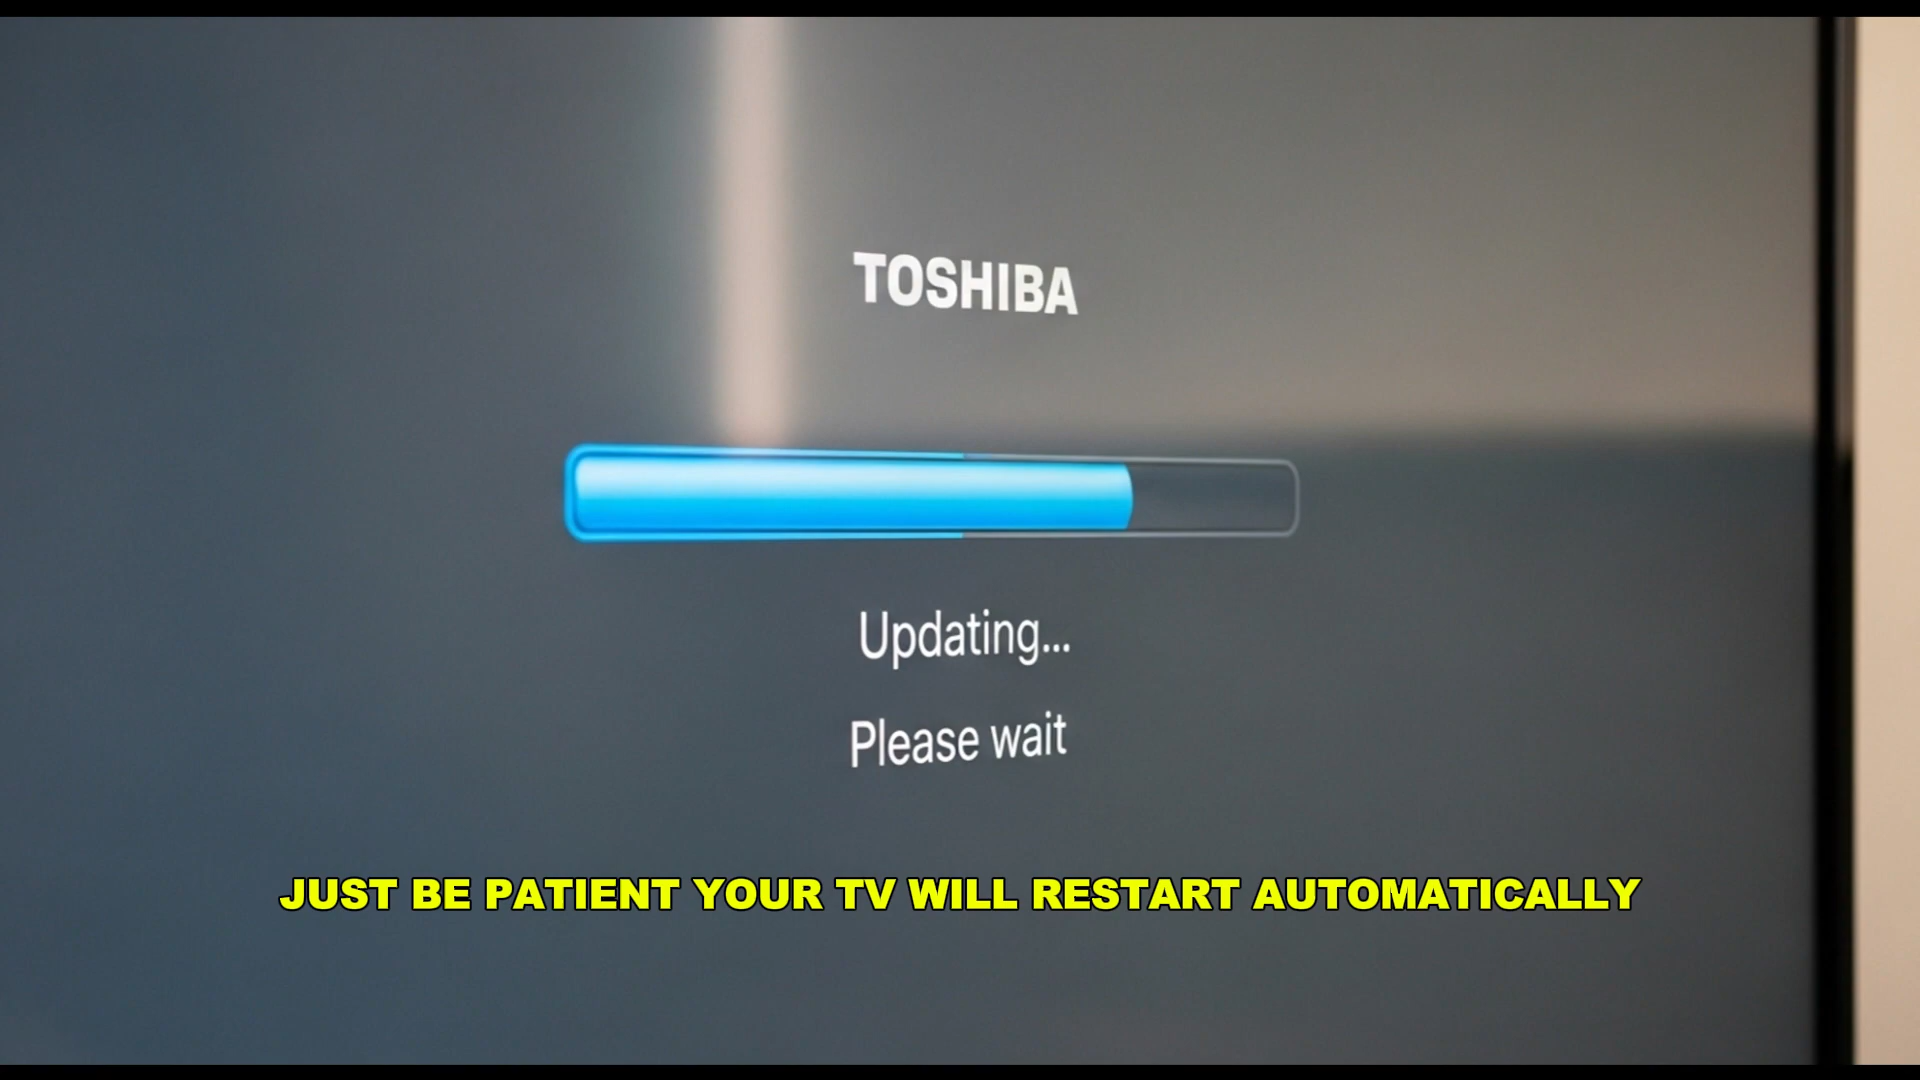 TOSHIBA
Updating...
Please wait
JUST BE PATIENT YOUR TV WILL RESTART AUTOMATICALLY